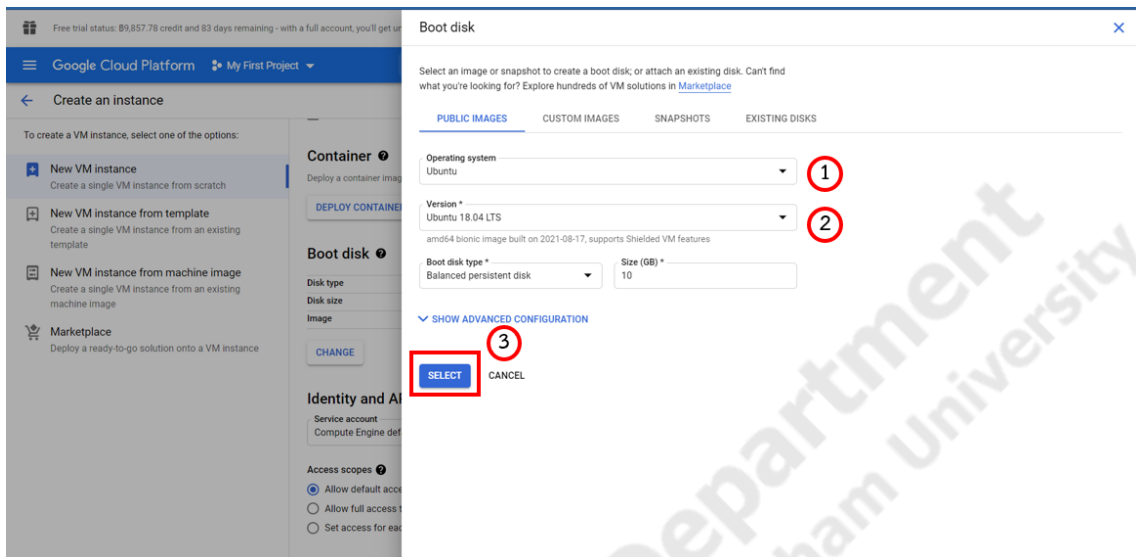 Free trial status: ฿9,857.78 credit and 83 days remaining - with a full account, you'll get un
Google Cloud Platform
My First Project
Create an instance
To create a VM instance, select one of the options:
New VM instance
Create a single VM instance from scratch
New VM instance from template
Create a single VM instance from an existing
template
New VM instance from machine image
Create a single VM instance from an existing
machine image
Marketplace
Deploy a ready-to-go solution onto a VM instance
Container
Deploy a container imag
DEPLOY CONTAINE
Boot disk
Disk type
Disk size
Image
CHANGE
Identity and AP
Service account
Compute Engine def
Access scopes
Allow default acce
Allow full access t
Set access for eac
Boot disk
Select an image or snapshot to create a boot disk; or attach an existing disk. Can't find
what you're looking for? Explore hundreds of VM solutions in Marketplace
PUBLIC IMAGES CUSTOM IMAGES SNAPSHOTS EXISTING DISKS
Operating system
Ubuntu
1
Version *
Ubuntu 18.04 LTS
2
amd64 bionic image built on 2021-08-17, supports Shielded VM features
Boot disk type * Size (GB) *
Balanced persistent disk 10
SHOW ADVANCED CONFIGURATION
3
SELECT CANCEL
epartment
ham University